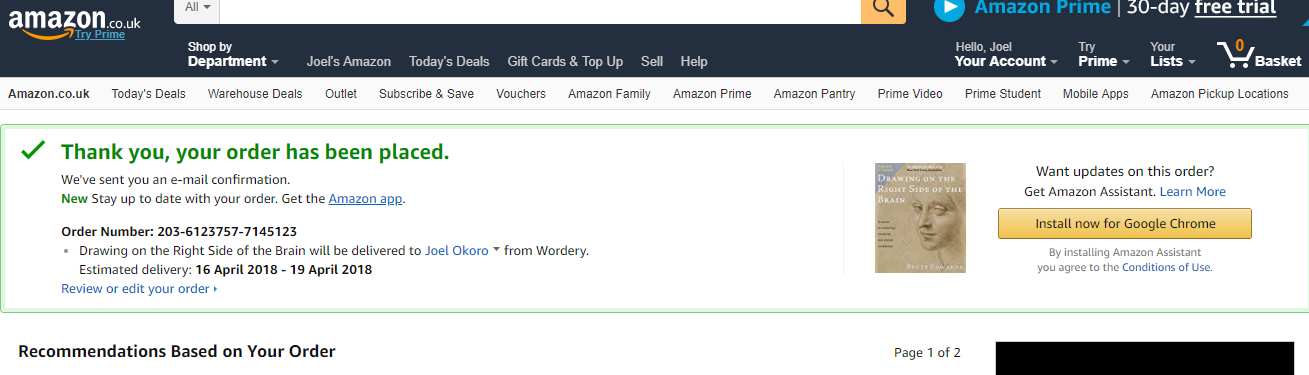 amazon.co.uk
Try Prime
All
Amazon Prime | 30-day free trial
Shop by
Department
Joel's Amazon
Today's Deals
Gift Cards & Top Up
Sell
Help
Hello, Joel
Your Account
Try
Prime
Your
Lists
0
Basket
Amazon.co.uk
Today's Deals
Warehouse Deals
Outlet
Subscribe & Save
Vouchers
Amazon Family
Amazon Prime
Amazon Pantry
Prime Video
Prime Student
Mobile Apps
Amazon Pickup Locations
Thank you, your order has been placed.
We've sent you an e-mail confirmation.
New Stay up to date with your order. Get the Amazon app.
Order Number: 203-6123757-7145123
Drawing on the Right Side of the Brain will be delivered to Joel Okoro from Wordery.
Estimated delivery: 16 April 2018 - 19 April 2018
Review or edit your order
DRAWING ON THE
RIGHT SIDE OF THE
BRAIN
BETTY EDWARDS
Want updates on this order?
Get Amazon Assistant. Learn More
Install now for Google Chrome
By installing Amazon Assistant
you agree to the Conditions of Use.
Recommendations Based on Your Order
Page 1 of 2